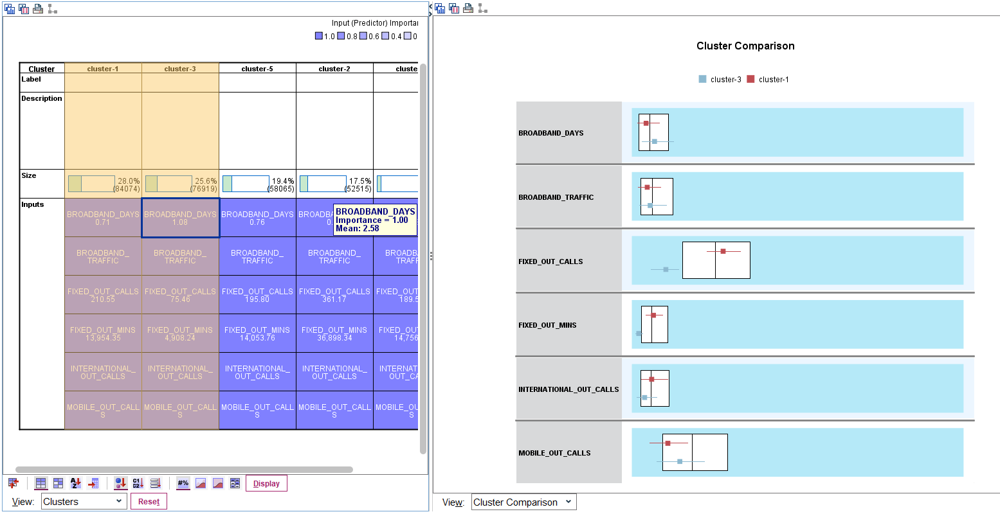 Input (Predictor) Importa
1.0 0.8 0.6 0.4 0
Cluster cluster-1 cluster-3 cluster-5 cluster-2 cluste
Label
Description
Size 28.0% 25.6% 19.4% 17.5%
(84074) (76919) (58065) (52515)
Inputs
BROADBAND_DAYS BROADBAND_DAYS BROADBAND_DAYS BROADBAND_DAYS
0.71 1.08 0.76 0.
Importance = 1.00
Mean: 2.58
BROADBAND_ BROADBAND_ BROADBAND_ BROADBAND_ BROADBA
TRAFFIC TRAFFIC TRAFFIC TRAFFIC TRAFF
FIXED_OUT_CALLS FIXED_OUT_CALLS FIXED_OUT_CALLS FIXED_OUT_CALLS FIXED_OUT
210.55 75.46 195.80 361.17 189.5
FIXED_OUT_MINS FIXED_OUT_MINS FIXED_OUT_MINS FIXED_OUT_MINS FIXED_OU
13,954.35 4,908.24 14,053.76 36,898.34 14,756
INTERNATIONAL_ INTERNATIONAL_ INTERNATIONAL_ INTERNATIONAL_ INTERNAT
OUT_CALLS OUT_CALLS OUT_CALLS OUT_CALLS OUT_CA
MOBILE_OUT_CALL MOBILE_OUT_CALL MOBILE_OUT_CALL MOBILE_OUT_CALL MOBILE_OU
S S S S S
A Z C1 C2 #% Display
View: Clusters Reset
Cluster Comparison
cluster-3 cluster-1
BROADBAND_DAYS
BROADBAND_TRAFFIC
FIXED_OUT_CALLS
FIXED_OUT_MINS
INTERNATIONAL_OUT_CALLS
MOBILE_OUT_CALLS
View: Cluster Comparison